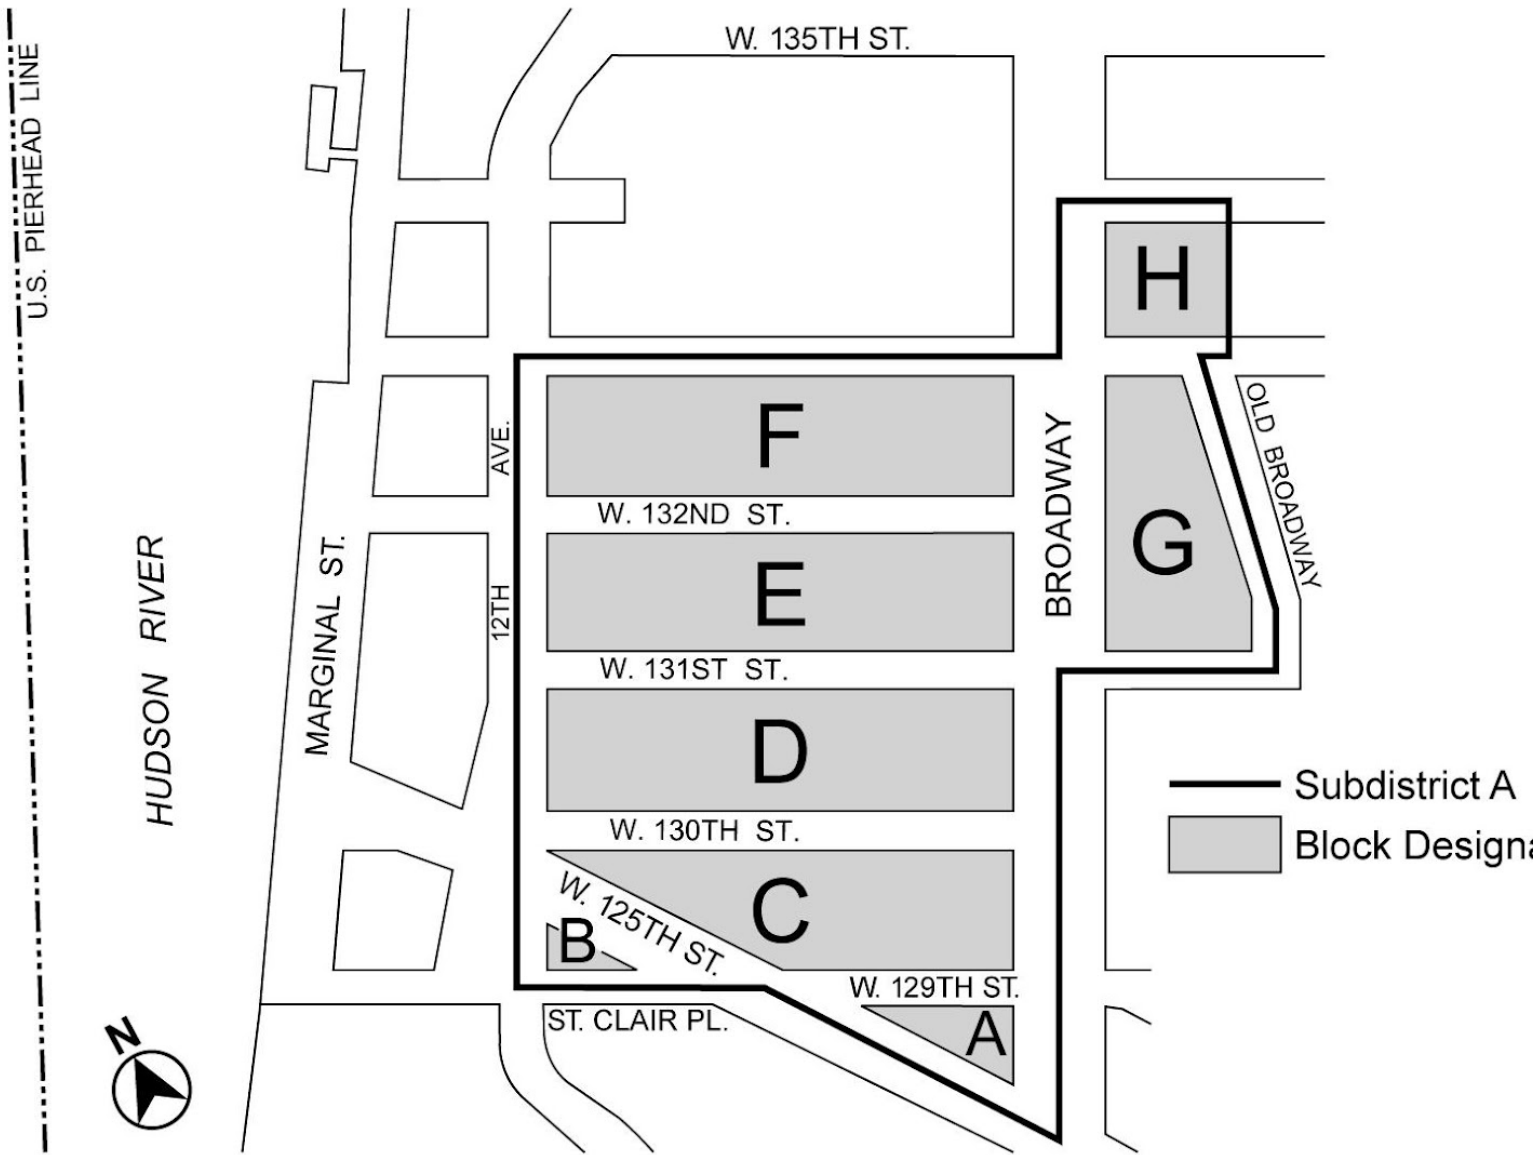 W. 135TH ST.
U.S. PIERHEAD LINE
H
F
AVE.
OLD BROADWAY
BROADWAY
W. 132ND ST.
G
E
12TH
MARGINAL ST.
HUDSON RIVER
W. 131ST ST.
D
Subdistrict A
W. 130TH ST.
Block Designa
C
W. 125TH ST.
B
W. 129TH ST.
ST. CLAIR PL.
A
N